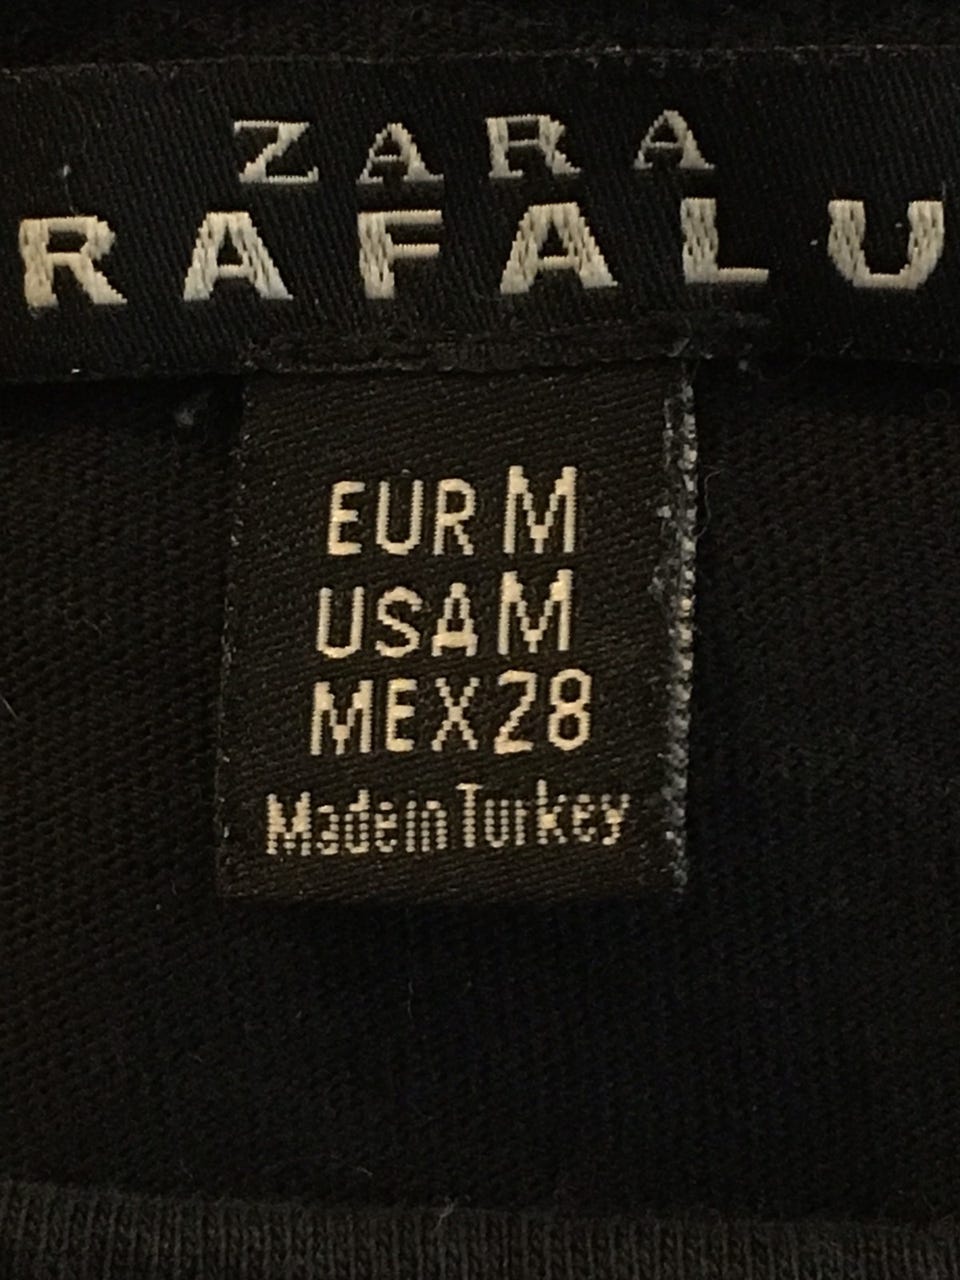 ZARA
RAFALU
EUR M
USA M
MEX 28
Made in Turkey